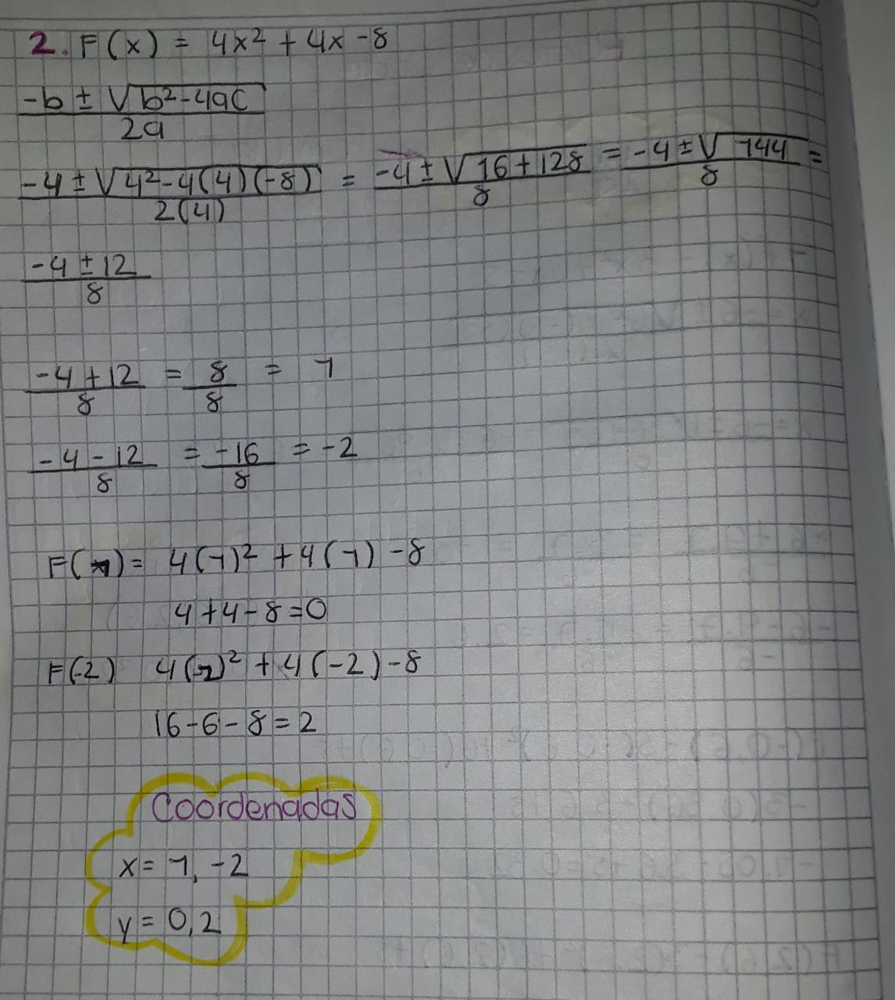 2. F(x) = 4x² + 4x - 8
-b ± √b²-4ac
2a
-4 ± √4²-4(4)(-8) = -4 ± √16+128 = -4 ± √144 =
2(4) 8 8
-4 ± 12
8
-4 + 12 = 8 = 1
8 8
-4 - 12 = -16 = -2
8 8
F(1) = 4(1)² + 4(1) - 8
4 + 4 - 8 = 0
F(-2) 4(-2)² + 4(-2) - 8
16 - 6 - 8 = 2
Coordenadas
x = 1, -2
y = 0, 2